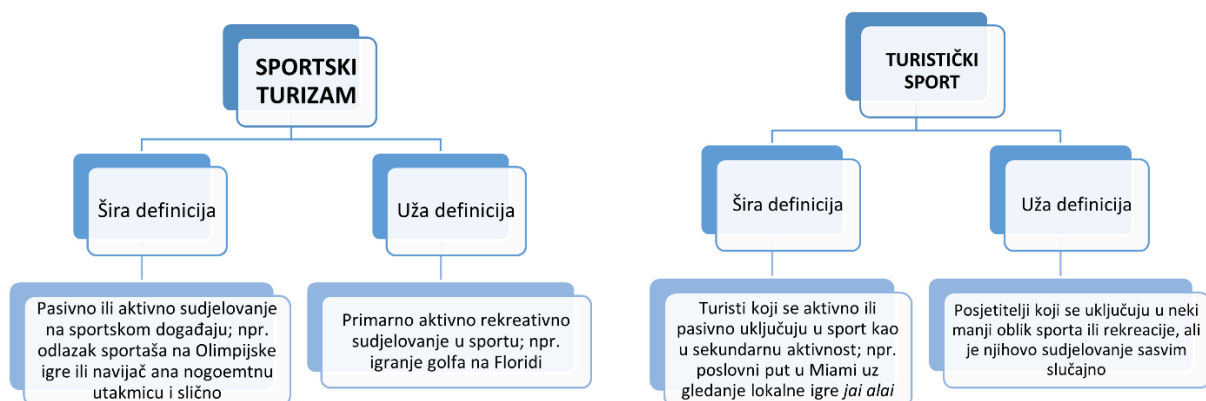 SPORTSKI
TURIZAM
Šira definicija
Uža definicija
Pasivno ili aktivno sudjelovanje
na sportskom događaju; npr.
odlazak sportaša na Olimpijske
igre ili navijač ana nogoemtnu
utakmicu i slično
Primarno aktivno rekreativno
sudjelovanje u sportu; npr.
igranje golfa na Floridi
TURISTIČKI
SPORT
Šira definicija
Uža definicija
Turisti koji se aktivno ili
pasivno uključuju u sport kao
u sekundarnu aktivnost; npr.
poslovni put u Miami uz
gledanje lokalne igre jai alai
Posjetitelji koji se uključuju u neki
manji oblik sporta ili rekreacije, ali
je njihovo sudjelovanje sasvim
slučajno